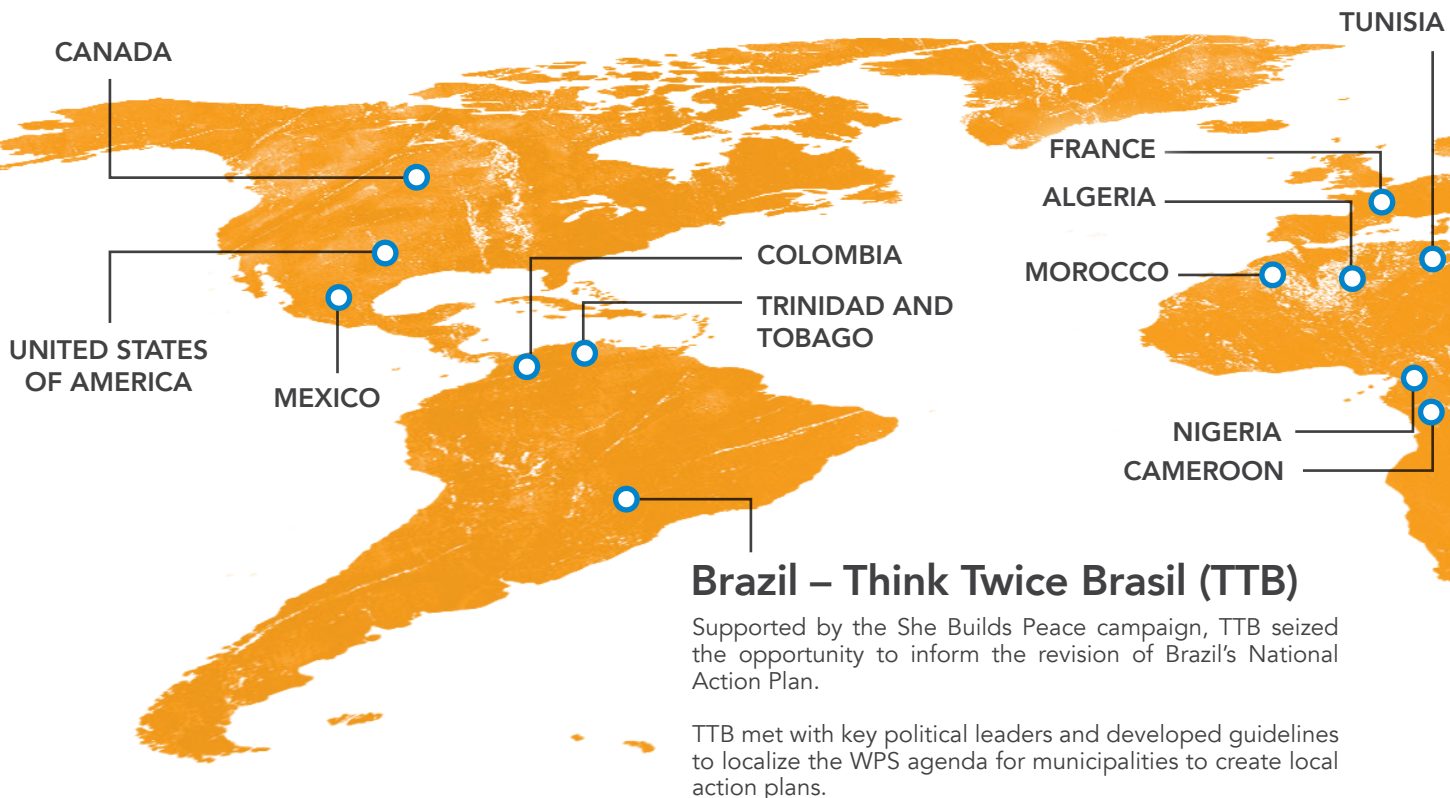 CANADA
UNITED STATES
OF AMERICA
MEXICO
COLOMBIA
TRINIDAD AND
TOBAGO
TUNISIA
FRANCE
ALGERIA
MOROCCO
NIGERIA
CAMEROON
Brazil – Think Twice Brasil (TTB)
Supported by the She Builds Peace campaign, TTB seized
the opportunity to inform the revision of Brazil's National
Action Plan.
TTB met with key political leaders and developed guidelines
to localize the WPS agenda for municipalities to create local
action plans.